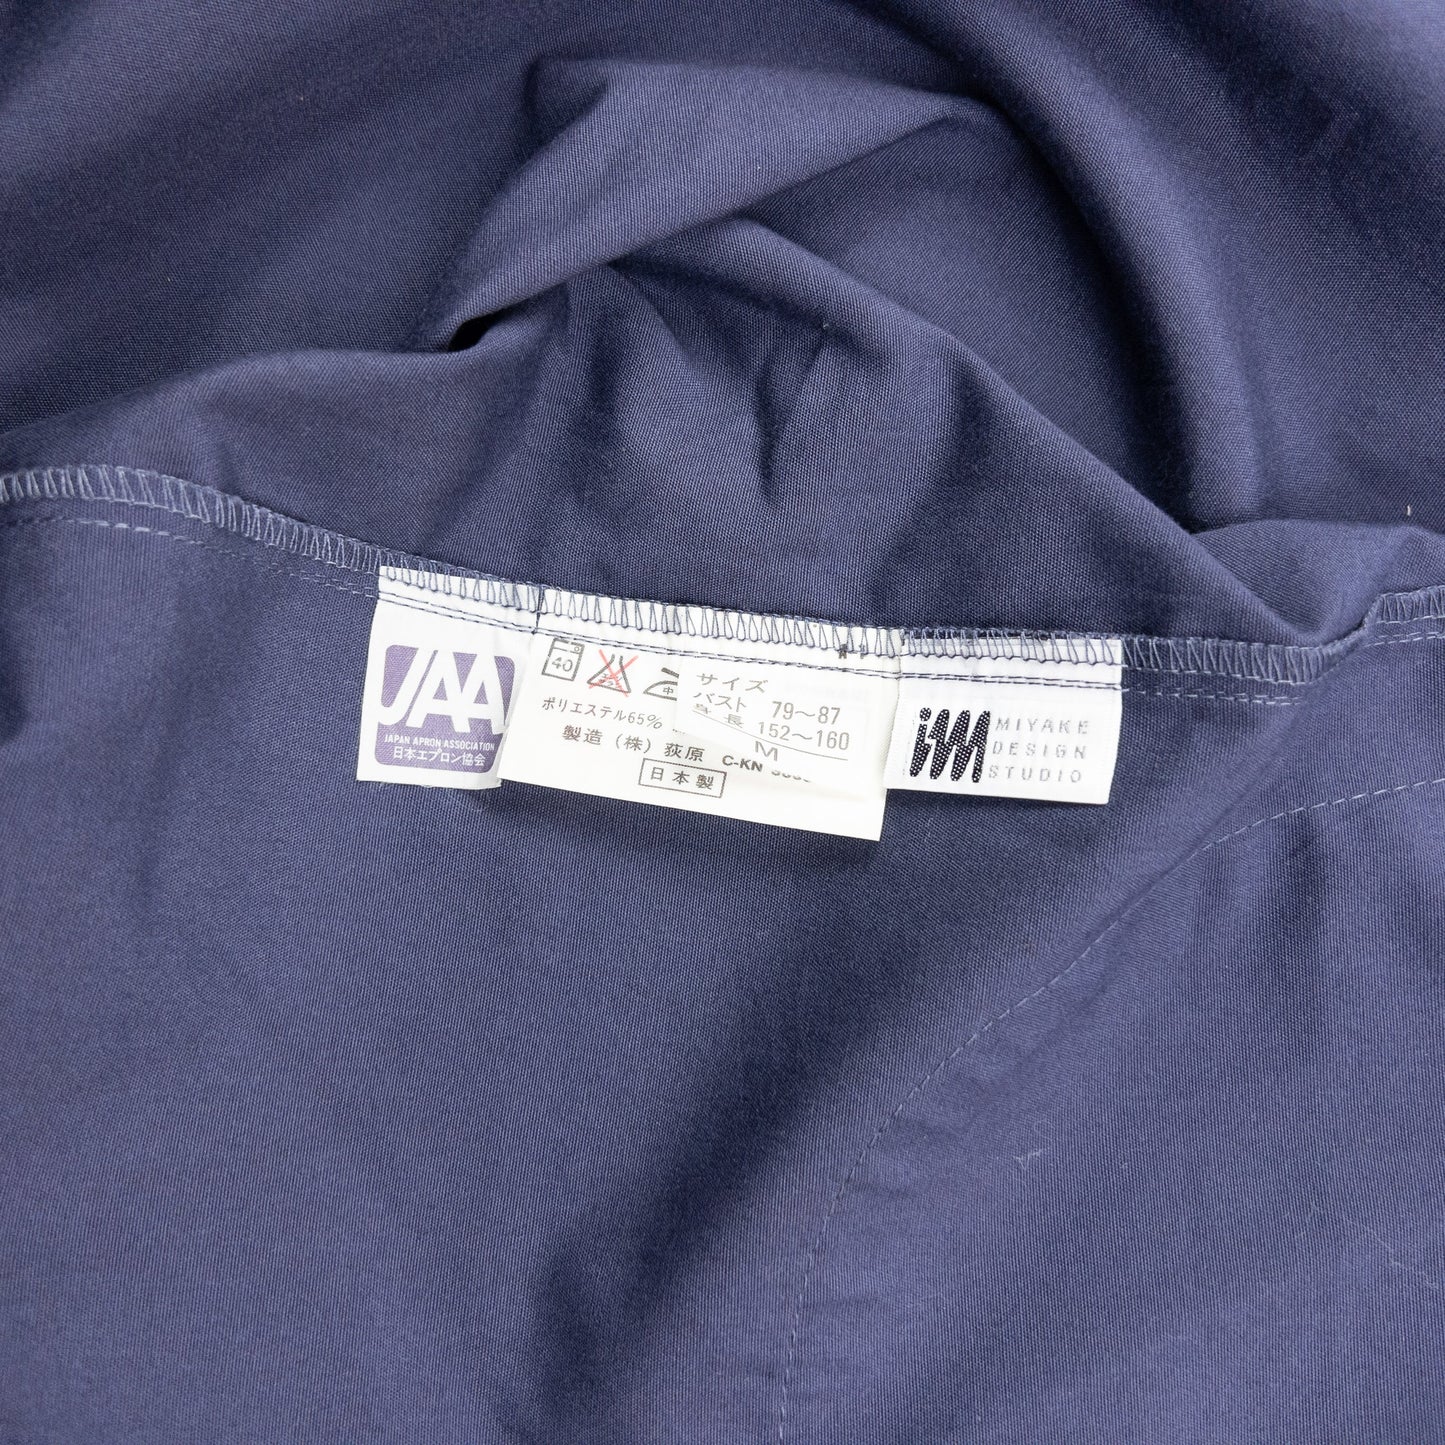 JAA
JAPAN APRON ASSOCIATION
日本エプロン協会
40
中
ポリエステル65%
製造（株）荻原
C-KN
日本製
サイズ
バスト 79〜87
身長 152〜160
M
MIYAKE
DESIGN
STUDIO